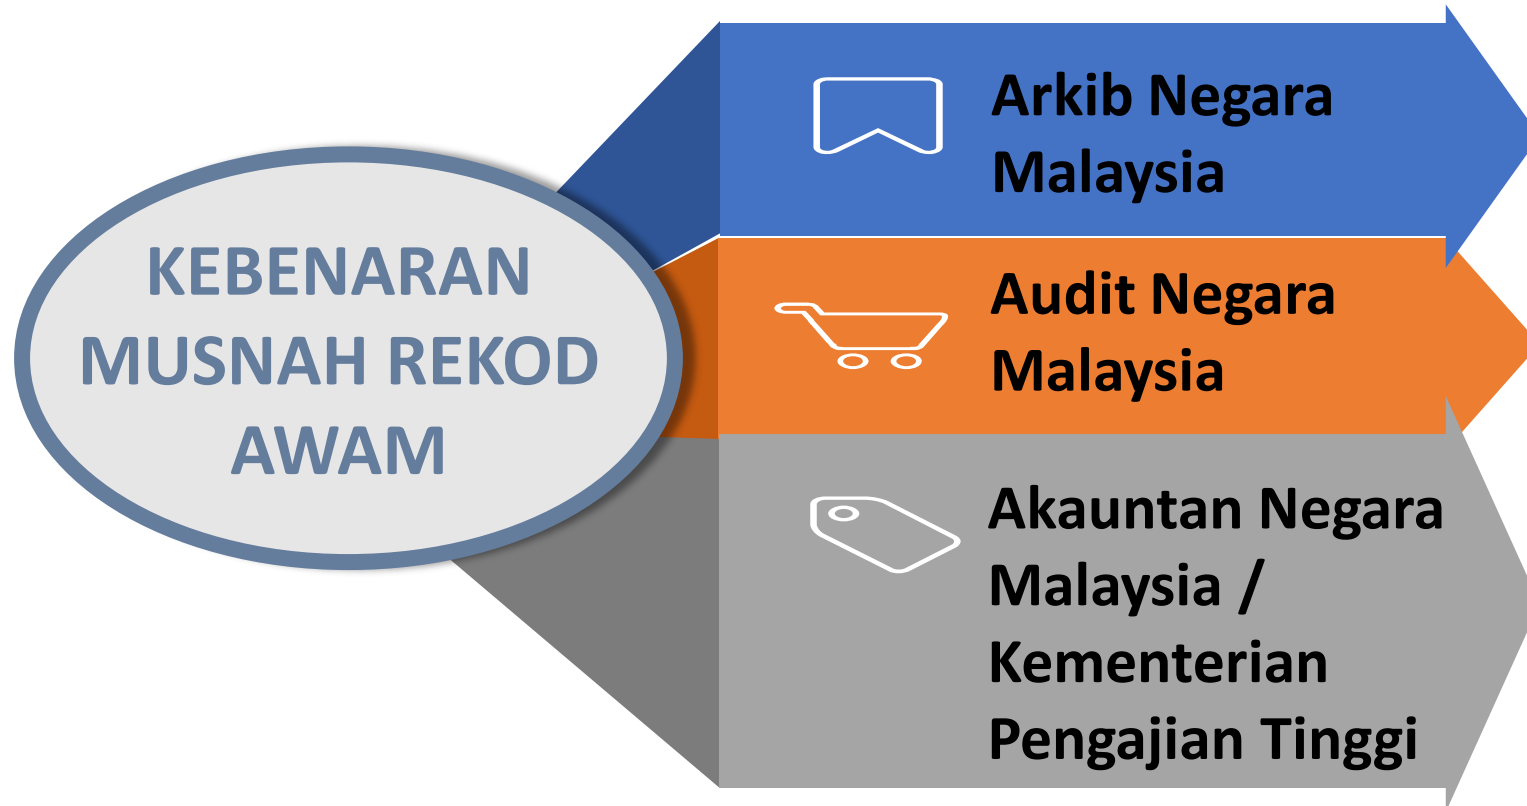 KEBENARAN
MUSNAH REKOD
AWAM
Arkib Negara
Malaysia
Audit Negara
Malaysia
Akauntan Negara
Malaysia /
Kementerian
Pengajian Tinggi